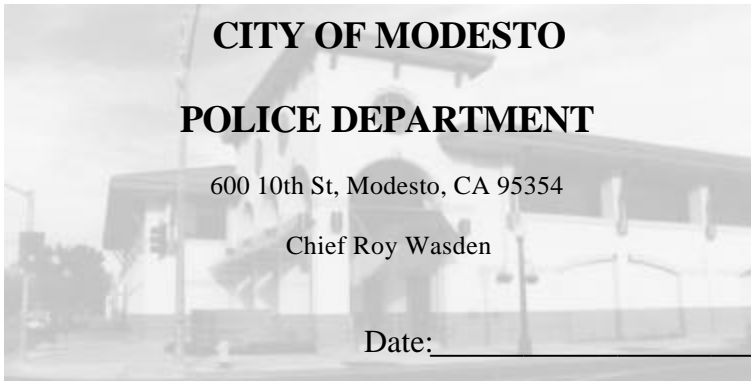 CITY OF MODESTO
POLICE DEPARTMENT
600 10th St, Modesto, CA 95354
Chief Roy Wasden
Date: